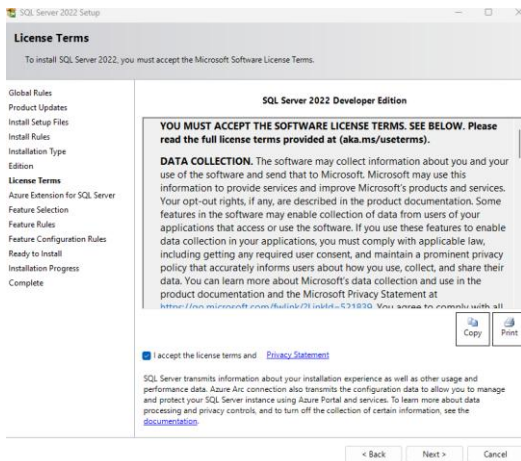 SQL Server 2022 Setup
License Terms
To install SQL Server 2022, you must accept the Microsoft Software License Terms.
Global Rules
Product Updates
Install Setup Files
Install Rules
Installation Type
Edition
License Terms
Azure Extension for SQL Server
Feature Selection
Feature Rules
Feature Configuration Rules
Ready to Install
Installation Progress
Complete
SQL Server 2022 Developer Edition
YOU MUST ACCEPT THE SOFTWARE LICENSE TERMS. SEE BELOW. Please
read the full license terms provided at (aka.ms/useterms).
DATA COLLECTION. The software may collect information about you and your
use of the software and send that to Microsoft. Microsoft may use this
information to provide services and improve Microsoft's products and services.
Your opt-out rights, if any, are described in the product documentation. Some
features in the software may enable collection of data from users of your
applications that access or use the software. If you use these features to enable
data collection in your applications, you must comply with applicable law,
including getting any required user consent, and maintain a prominent privacy
policy that accurately informs users about how you use, collect, and share their
data. You can learn more about Microsoft's data collection and use in the
product documentation and the Microsoft Privacy Statement at
https://go.microsoft.com/fwlink/?LinkId=521839. You agree to comply with all
Copy
Print
I accept the license terms and Privacy Statement
SQL Server transmits information about your installation experience as well as other usage and
performance data. Azure Arc connection also transmits the configuration data to allow you to manage
and protect your SQL Server instance using Azure Portal and services. To learn more about data
processing and privacy controls, and to turn off the collection of certain information, see the
documentation.
< Back
Next >
Cancel